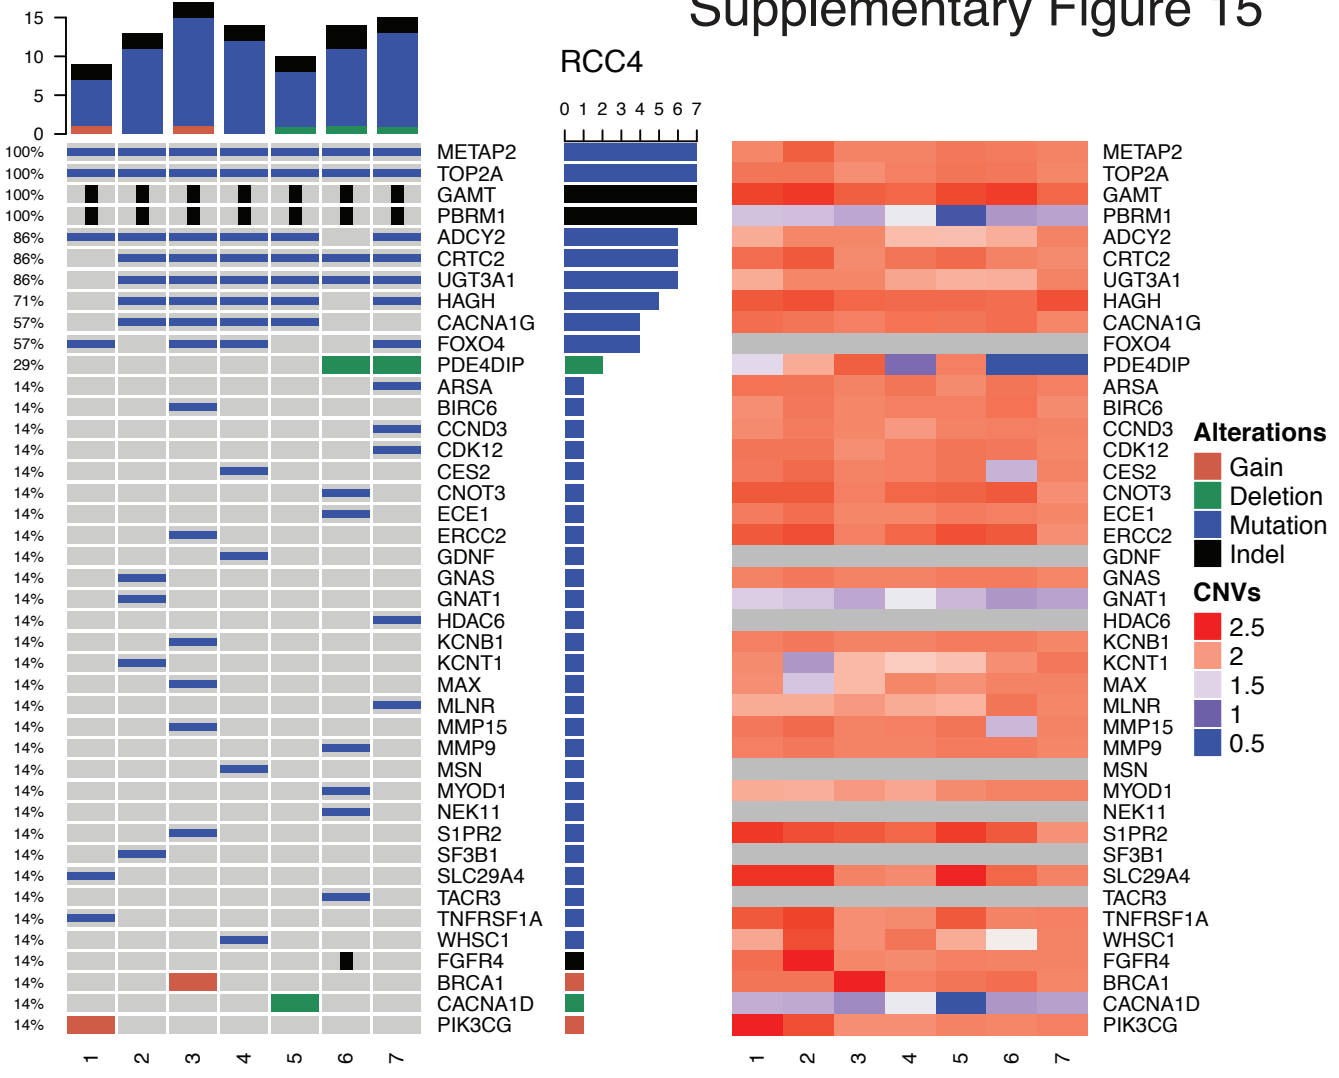 Supplementary Figure 15
RCC4
15
10
5
0
0 1 2 3 4 5 6 7
100% METAP2 METAP2
100% TOP2A TOP2A
100% GAMT GAMT
100% PBRM1 PBRM1
86% ADCY2 ADCY2
86% CRTC2 CRTC2
86% UGT3A1 UGT3A1
71% HAGH HAGH
57% CACNA1G CACNA1G
57% FOXO4 FOXO4
29% PDE4DIP PDE4DIP
14% ARSA ARSA
14% BIRC6 BIRC6
14% CCND3 CCND3
14% CDK12 CDK12
14% CES2 CES2
14% CNOT3 CNOT3
14% ECE1 ECE1
14% ERCC2 ERCC2
14% GDNF GDNF
14% GNAS GNAS
14% GNAT1 GNAT1
14% HDAC6 HDAC6
14% KCNB1 KCNB1
14% KCNT1 KCNT1
14% MAX MAX
14% MLNR MLNR
14% MMP15 MMP15
14% MMP9 MMP9
14% MSN MSN
14% MYOD1 MYOD1
14% NEK11 NEK11
14% S1PR2 S1PR2
14% SF3B1 SF3B1
14% SLC29A4 SLC29A4
14% TACR3 TACR3
14% TNFRSF1A TNFRSF1A
14% WHSC1 WHSC1
14% FGFR4 FGFR4
14% BRCA1 BRCA1
14% CACNA1D CACNA1D
14% PIK3CG PIK3CG
1 2 3 4 5 6 7
1 2 3 4 5 6 7
Alterations
Gain
Deletion
Mutation
Indel
CNVs
2.5
2
1.5
1
0.5